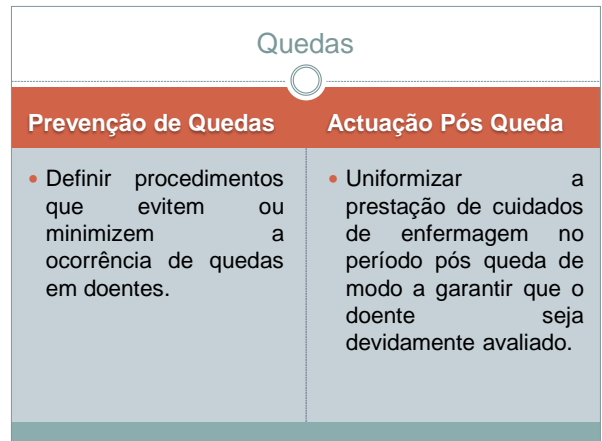 Quedas
Prevenção de Quedas
Actuação Pós Queda
• Definir procedimentos
que evitem ou
minimizem a
ocorrência de quedas
em doentes.
• Uniformizar a
prestação de cuidados
de enfermagem no
período pós queda de
modo a garantir que o
doente seja
devidamente avaliado.